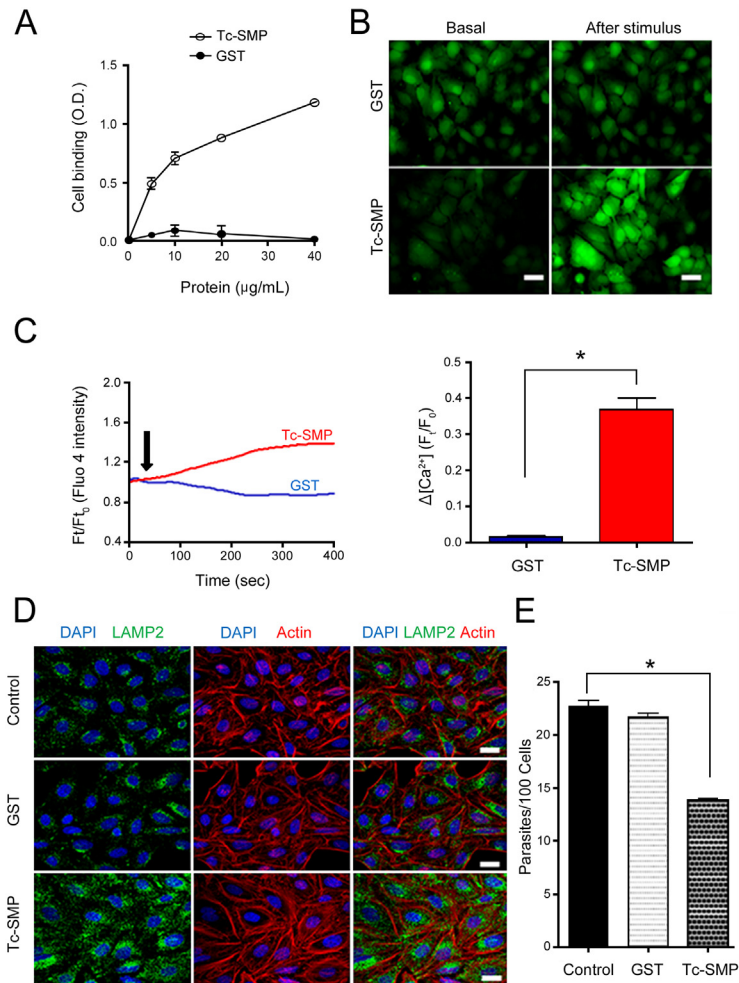 A
Tc-SMP
GST
Cell binding (O.D.)
1.5
1.0
0.5
0.0
0 10 20 30 40
Protein (µg/mL)
B
Basal After stimulus
GST
Tc-SMP
C
Ft/Ft0 (Fluo 4 intensity)
2.0
1.6
1.2
0.8
0.4
Tc-SMP
GST
0 100 200 300 400
Time (sec)
Δ[Ca²⁺] (Ft/F0)
0.5
0.4
0.3
0.2
0.1
0.0
*
GST Tc-SMP
D
DAPI LAMP2 DAPI Actin DAPI LAMP2 Actin
Control
GST
Tc-SMP
E
Parasites/100 Cells
25
20
15
10
5
0
*
Control GST Tc-SMP